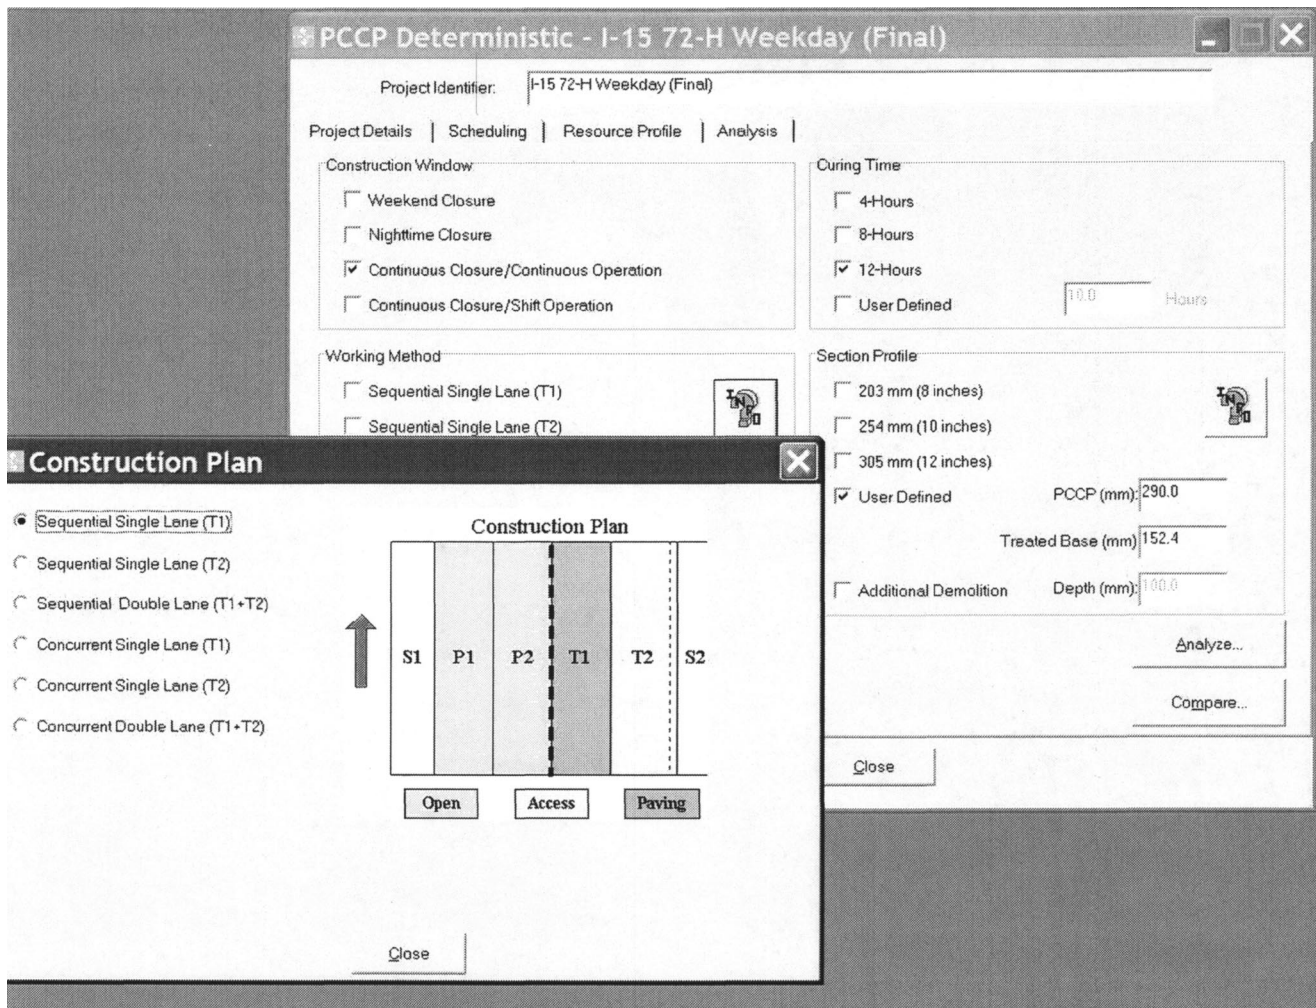 PCCP Deterministic - I-15 72-H Weekday (Final)
Project Identifier: I-15 72-H Weekday (Final)
Project Details | Scheduling | Resource Profile | Analysis |
Construction Window
Weekend Closure
Nighttime Closure
Continuous Closure/Continuous Operation
Continuous Closure/Shift Operation
Curing Time
4-Hours
8-Hours
12-Hours
User Defined 10.0 Hours
Working Method
Sequential Single Lane (T1)
Sequential Single Lane (T2)
INFO
Section Profile
203 mm (8 inches)
254 mm (10 inches)
305 mm (12 inches)
INFO
User Defined PCCP (mm): 290.0
Treated Base (mm) 152.4
Additional Demolition Depth (mm): 100.0
Analyze...
Compare...
Close
Construction Plan
Sequential Single Lane (T1)
Sequential Single Lane (T2)
Sequential Double Lane (T1+T2)
Concurrent Single Lane (T1)
Concurrent Single Lane (T2)
Concurrent Double Lane (T1+T2)
Construction Plan
S1 P1 P2 T1 T2 S2
Open Access Paving
Close